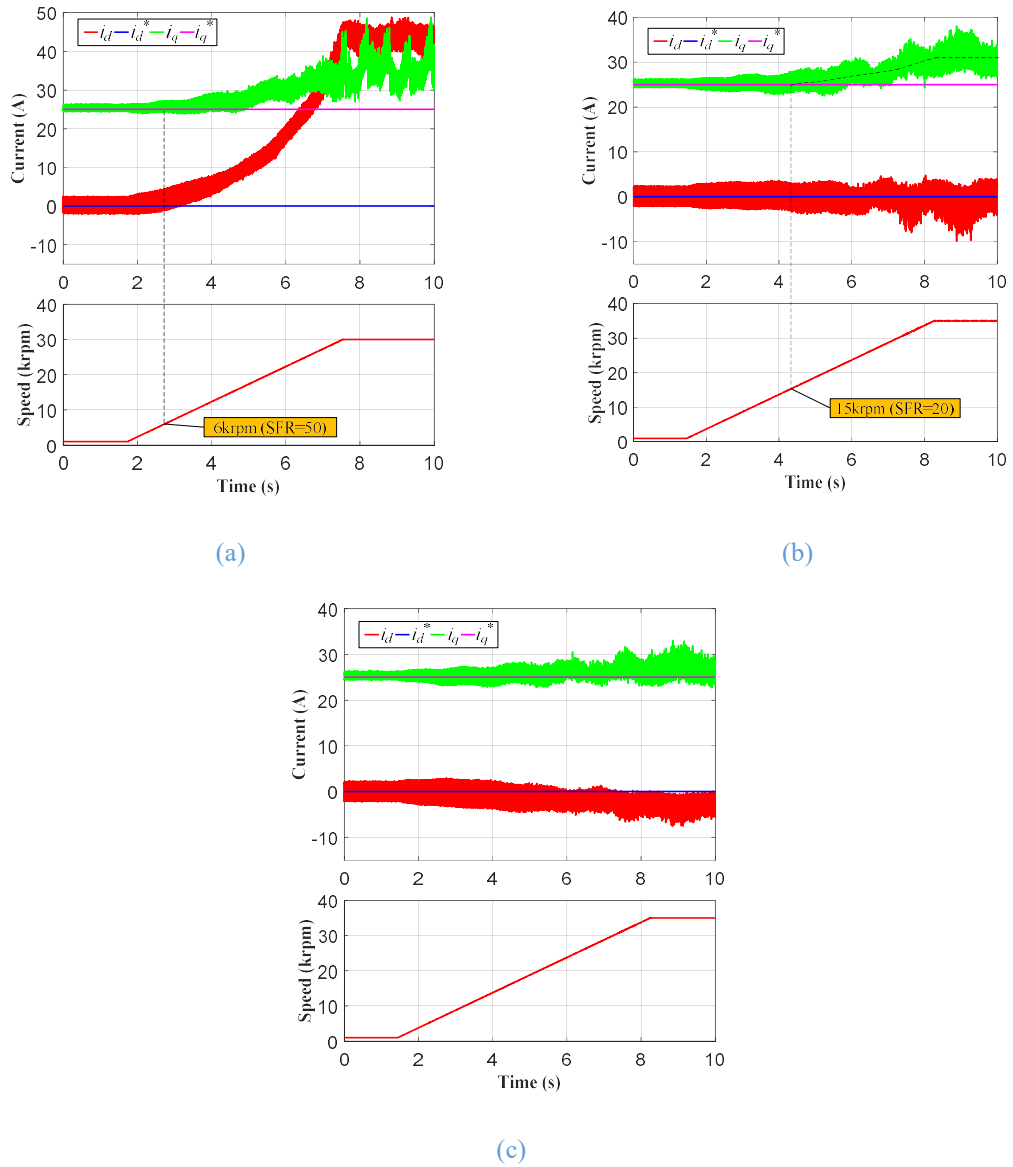 i_d i_d* i_q i_q*
50
40
30
20
10
0
-10
Current (A)
0 2 4 6 8 10
40
30
20
10
0
Speed (krpm)
6krpm (SFR=50)
0 2 4 6 8 10
Time (s)
(a)
i_d i_d* i_q i_q*
40
30
20
10
0
-10
Current (A)
0 2 4 6 8 10
40
30
20
10
0
Speed (krpm)
15krpm (SFR=20)
0 2 4 6 8 10
Time (s)
(b)
i_d i_d* i_q i_q*
40
30
20
10
0
-10
Current (A)
0 2 4 6 8 10
40
30
20
10
0
Speed (krpm)
0 2 4 6 8 10
Time (s)
(c)